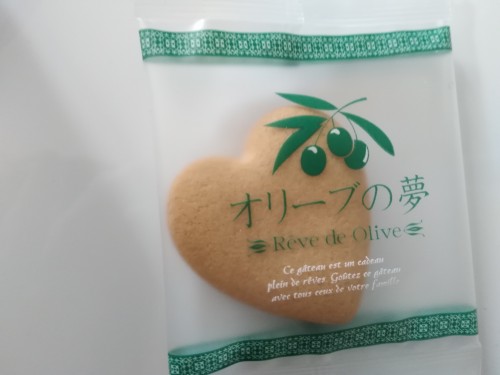 オリーブの夢
Rêve de Olive
Ce gâteau est un cadeau
plein de rêvez. Goûtez ce gâteau
avec tous ceux de votre famille.